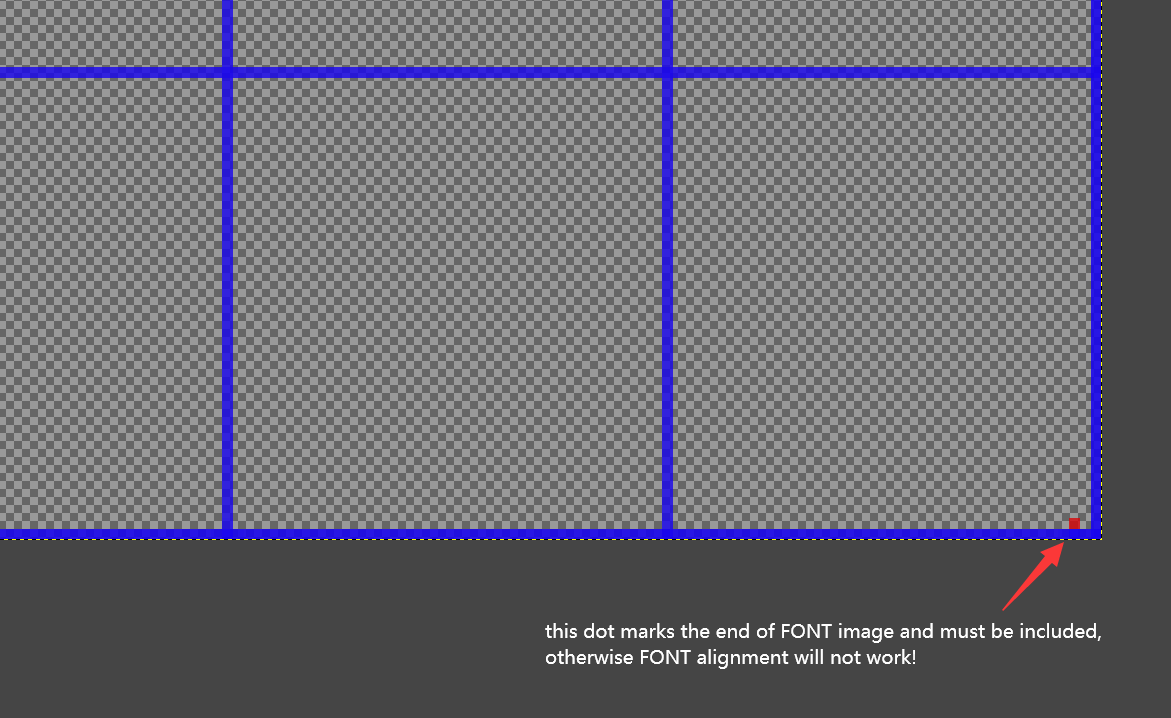 this dot marks the end of FONT image and must be included,
otherwise FONT alignment will not work!